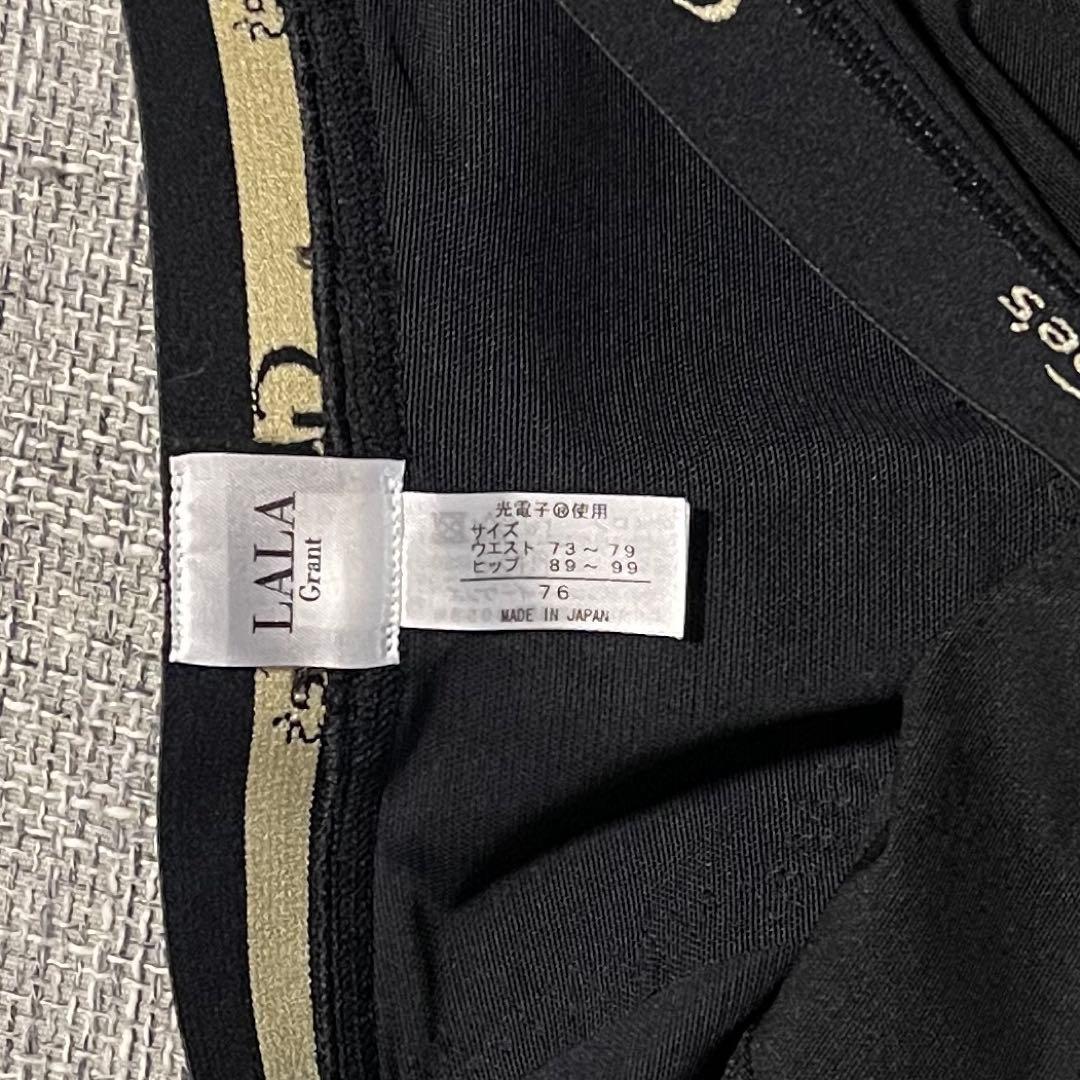 LALA
Grant
光電子®使用
サイズ
ウエスト 73～79
ヒップ 89～99
76
MADE IN JAPAN